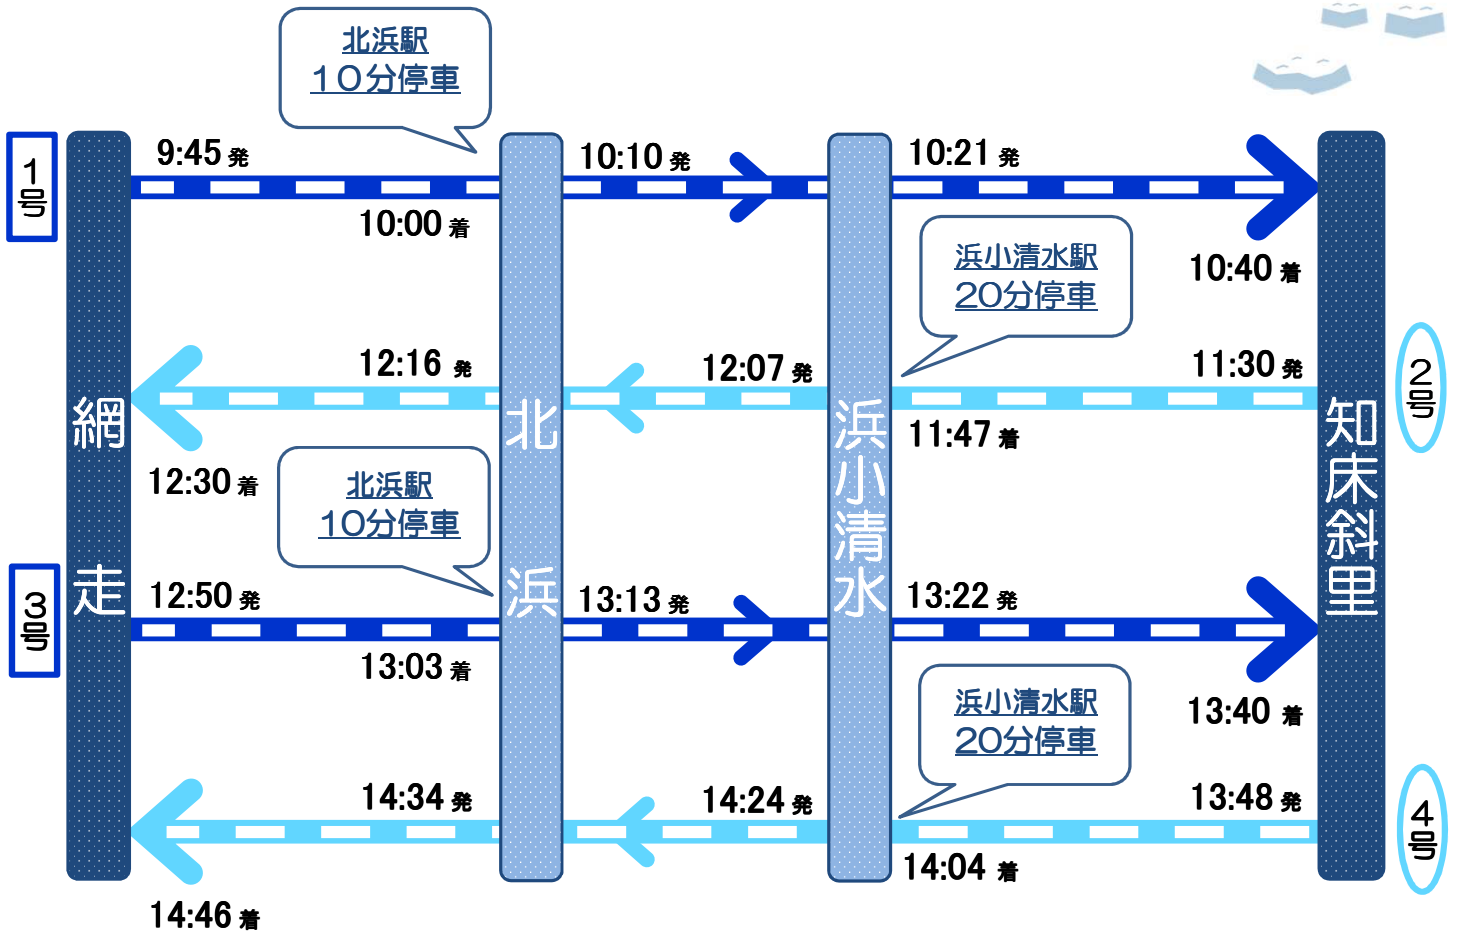 北浜駅
10分停車
1号
9:45 発
10:10 発
10:21 発
10:00 着
10:40 着
浜小清水駅
20分停車
2号
12:16 発
12:07 発
11:30 発
11:47 着
12:30 着
網走
北浜
浜小清水
知床斜里
北浜駅
10分停車
3号
12:50 発
13:13 発
13:22 発
13:03 着
13:40 着
浜小清水駅
20分停車
4号
14:34 発
14:24 発
13:48 発
14:04 着
14:46 着